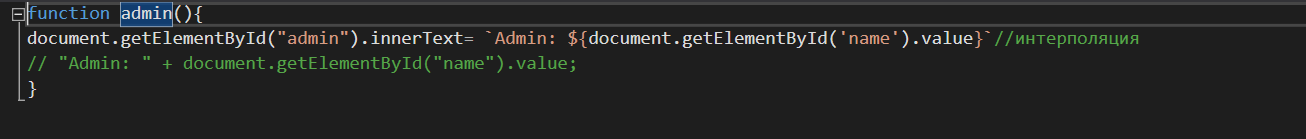 function admin(){
document.getElementById("admin").innerText= `Admin: ${document.getElementById('name').value}`//интерполяция
// "Admin: " + document.getElementById("name").value;
}